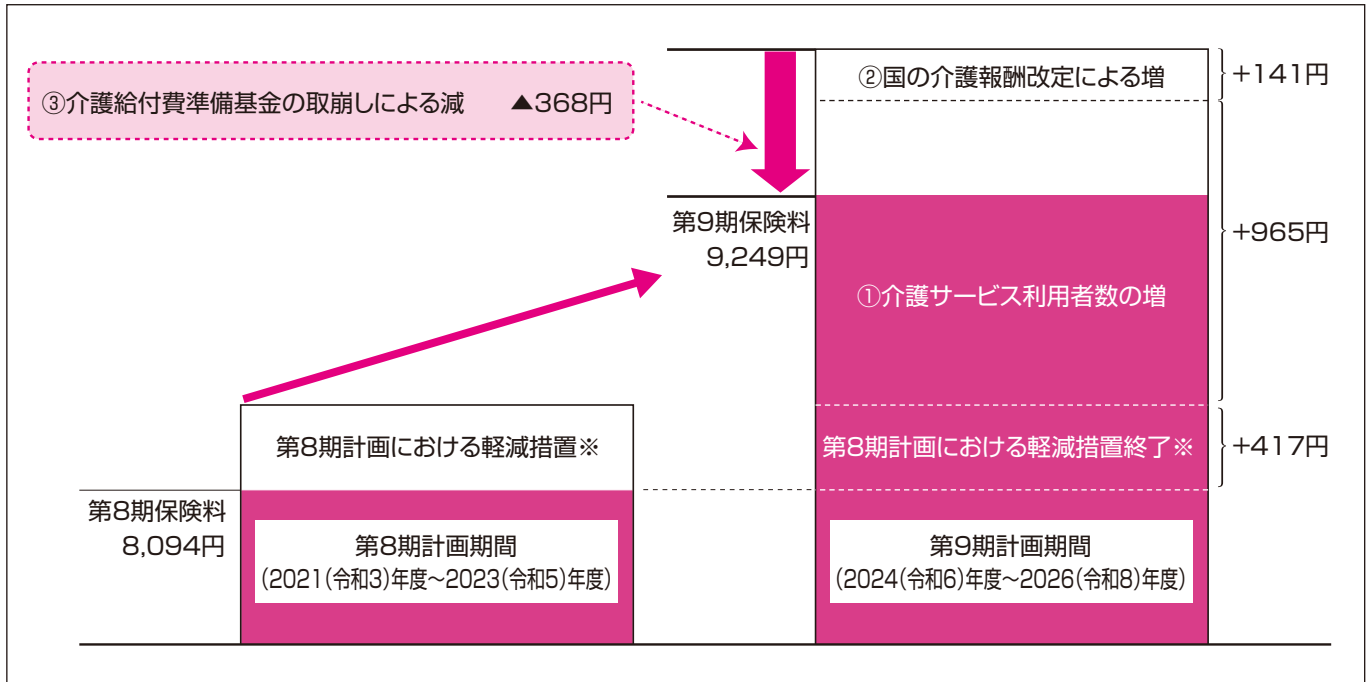 ②国の介護報酬改定による増
+141円
③介護給付費準備基金の取崩しによる減 ▲368円
第9期保険料
9,249円
+965円
①介護サービス利用者数の増
第8期計画における軽減措置※
第8期計画における軽減措置終了※
+417円
第8期保険料
8,094円
第8期計画期間
(2021(令和3)年度～2023(令和5)年度)
第9期計画期間
(2024(令和6)年度～2026(令和8)年度)